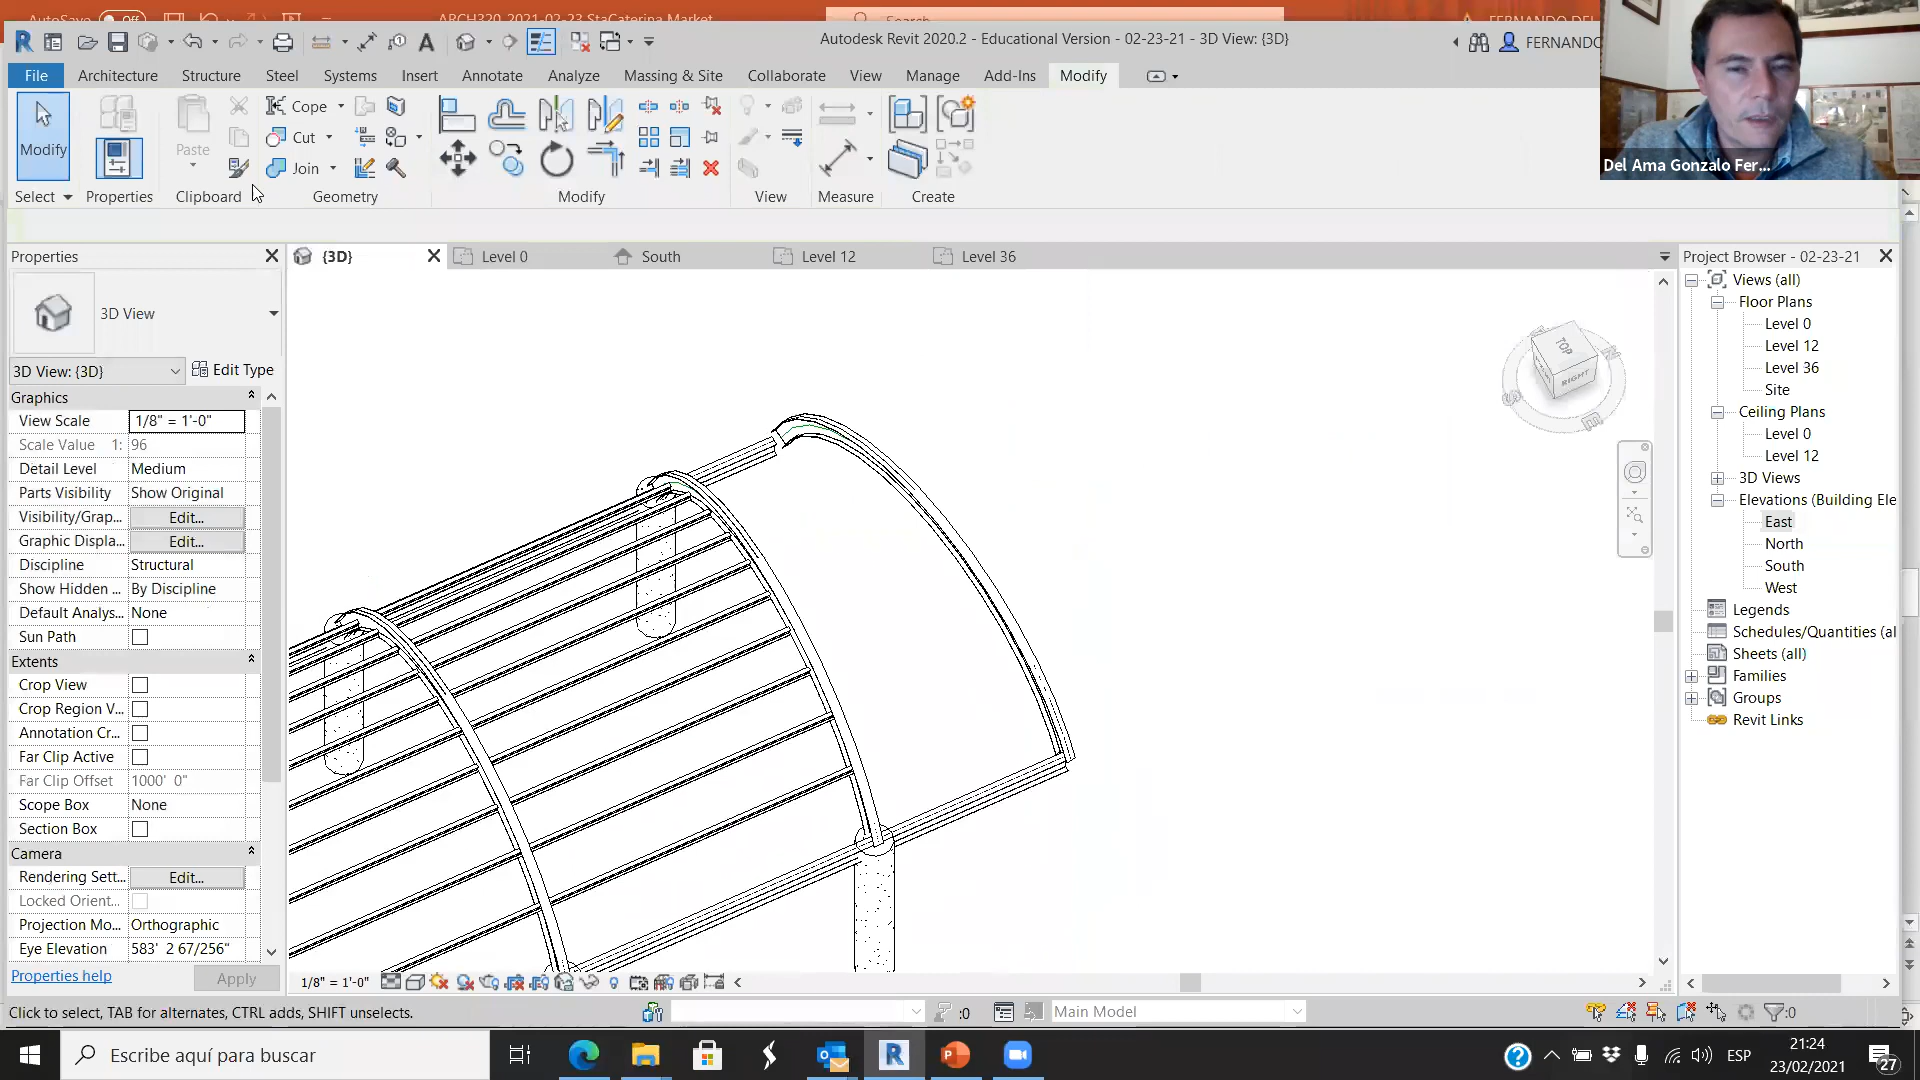 AutoSave Off ARCH320_2021-02-23 StaCaterina Market Search FERNANDO DEL
Autodesk Revit 2020.2 - Educational Version - 02-23-21 - 3D View: {3D} FERNANDO
File Architecture Structure Steel Systems Insert Annotate Analyze Massing & Site Collaborate View Manage Add-Ins Modify
Modify Paste Cope Cut Join
Del Ama Gonzalo Fer...
Select Properties Clipboard Geometry Modify View Measure Create
Properties {3D} Level 0 South Level 12 Level 36 Project Browser - 02-23-21
3D View
3D View: {3D} Edit Type
Graphics
View Scale 1/8" = 1'-0"
Scale Value 1: 96
Detail Level Medium
Parts Visibility Show Original
Visibility/Grap... Edit...
Graphic Displa... Edit...
Discipline Structural
Show Hidden ... By Discipline
Default Analys... None
Sun Path
Extents
Crop View
Crop Region V...
Annotation Cr...
Far Clip Active
Far Clip Offset 1000' 0"
Scope Box None
Section Box
Camera
Rendering Sett... Edit...
Locked Orient...
Projection Mo... Orthographic
Eye Elevation 583' 2 67/256"
Properties help Apply
TOP
RIGHT
S
E
Views (all)
Floor Plans
Level 0
Level 12
Level 36
Site
Ceiling Plans
Level 0
Level 12
3D Views
Elevations (Building Ele
East
North
South
West
Legends
Schedules/Quantities (al
Sheets (all)
Families
Groups
Revit Links
1/8" = 1'-0"
Click to select, TAB for alternates, CTRL adds, SHIFT unselects. :0 Main Model :0
Escribe aquí para buscar ESP
21:24
23/02/2021
27